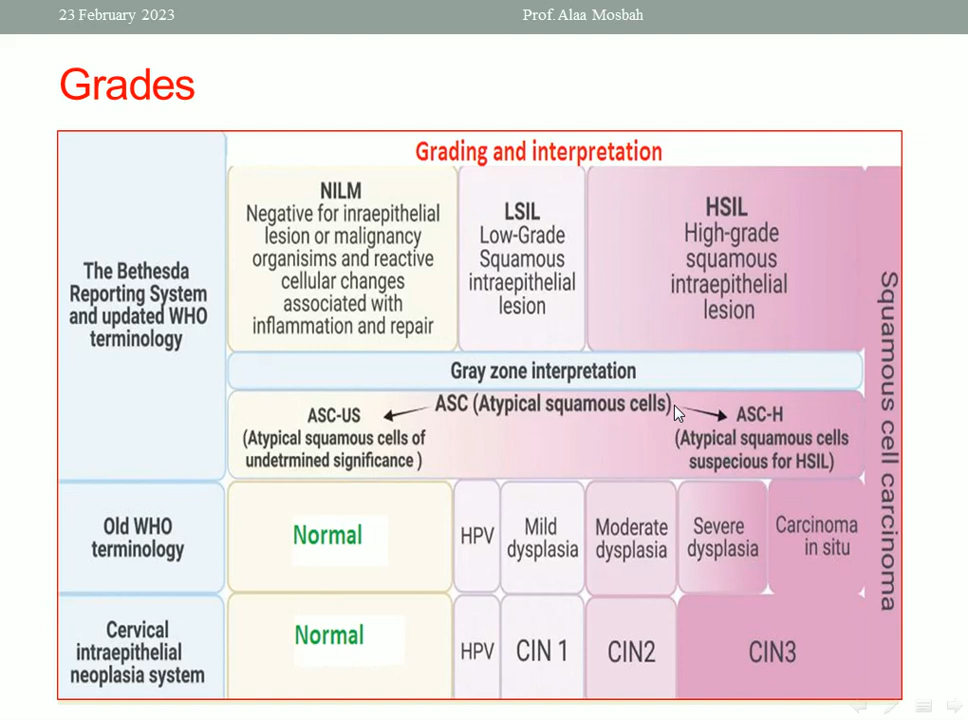 23 February 2023
Prof. Alaa Mosbah
Grades
Grading and interpretation
The Bethesda
Reporting System
and updated WHO
terminology
NILM
Negative for inraepithelial
lesion or malignancy
organisims and reactive
cellular changes
associated with
inflammation and repair
LSIL
Low-Grade
Squamous
intraepithelial
lesion
HSIL
High-grade
squamous
intraepithelial
lesion
Squamous cell carcinoma
Gray zone interpretation
ASC (Atypical squamous cells)
ASC-US
(Atypical squamous cells of
undetrmined significance )
ASC-H
(Atypical squamous cells
suspecious for HSIL)
Old WHO
terminology
Normal
HPV
Mild
dysplasia
Moderate
dysplasia
Severe
dysplasia
Carcinoma
in situ
Cervical
intraepithelial
neoplasia system
Normal
HPV
CIN 1
CIN2
CIN3